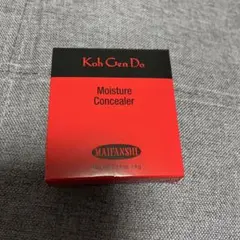 Koh Gen Do
Moisture
Concealer
MAIFANSHI